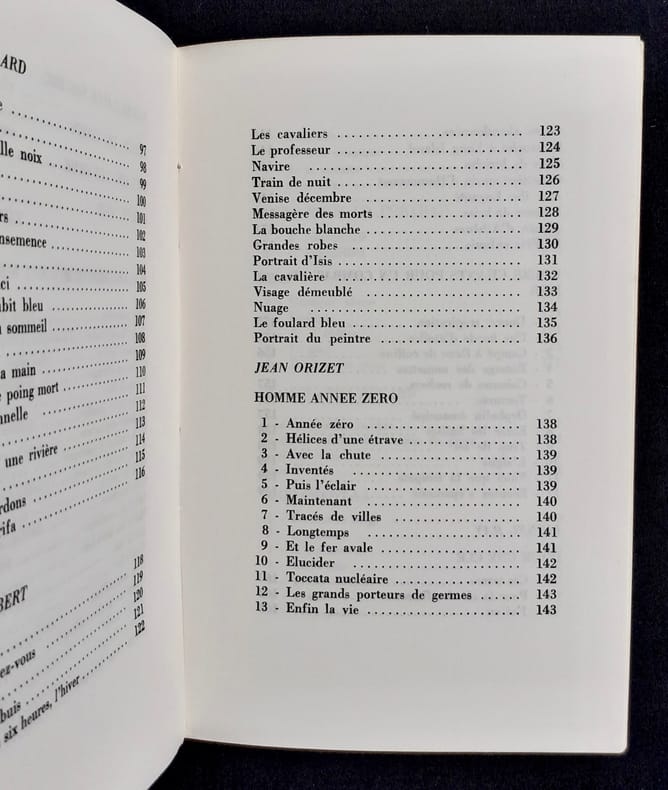 ARD
97
lle noix 98
99
100
rs 101
nsemence 102
103
104
ci 105
bit bleu 106
sommeil 107
108
a main 109
poing mort 110
nnelle 111
112
113
une rivière 114
115
rdons 116
rifa
BERT
118
119
ez-vous 120
121
buis 122
six heures, l'hiver
Les cavaliers ........................ 123
Le professeur ........................ 124
Navire ........................ 125
Train de nuit ........................ 126
Venise décembre ........................ 127
Messagère des morts ........................ 128
La bouche blanche ........................ 129
Grandes robes ........................ 130
Portrait d'Isis ........................ 131
La cavalière ........................ 132
Visage démeublé ........................ 133
Nuage ........................ 134
Le foulard bleu ........................ 135
Portrait du peintre ........................ 136
JEAN ORIZET
HOMME ANNEE ZERO
1 - Année zéro ........................ 138
2 - Hélices d'une étrave ........................ 138
3 - Avec la chute ........................ 139
4 - Inventés ........................ 139
5 - Puis l'éclair ........................ 139
6 - Maintenant ........................ 140
7 - Tracés de villes ........................ 140
8 - Longtemps ........................ 141
9 - Et le fer avale ........................ 141
10 - Elucider ........................ 142
11 - Toccata nucléaire ........................ 142
12 - Les grands porteurs de germes ...... 143
13 - Enfin la vie ........................ 143